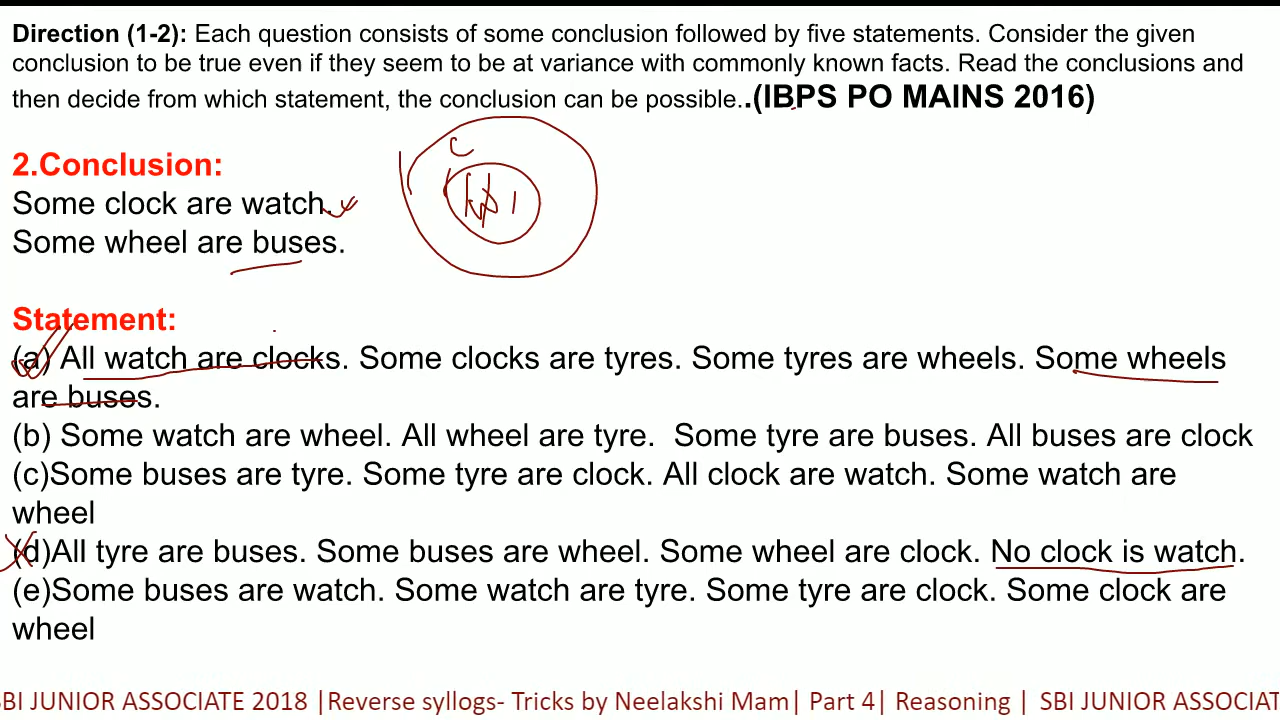 Direction (1-2): Each question consists of some conclusion followed by five statements. Consider the given
conclusion to be true even if they seem to be at variance with commonly known facts. Read the conclusions and
then decide from which statement, the conclusion can be possible..(IBPS PO MAINS 2016)
C
2.Conclusion:
Some clock are watch.
Some wheel are buses.
Statement:
(a) All watch are clocks. Some clocks are tyres. Some tyres are wheels. Some wheels
are buses.
(b) Some watch are wheel. All wheel are tyre.  Some tyre are buses. All buses are clock
(c)Some buses are tyre. Some tyre are clock. All clock are watch. Some watch are
wheel
(d)All tyre are buses. Some buses are wheel. Some wheel are clock. No clock is watch.
(e)Some buses are watch. Some watch are tyre. Some tyre are clock. Some clock are
wheel
SBI JUNIOR ASSOCIATE 2018 |Reverse syllogs- Tricks by Neelakshi Mam| Part 4| Reasoning | SBI JUNIOR ASSOCIAT